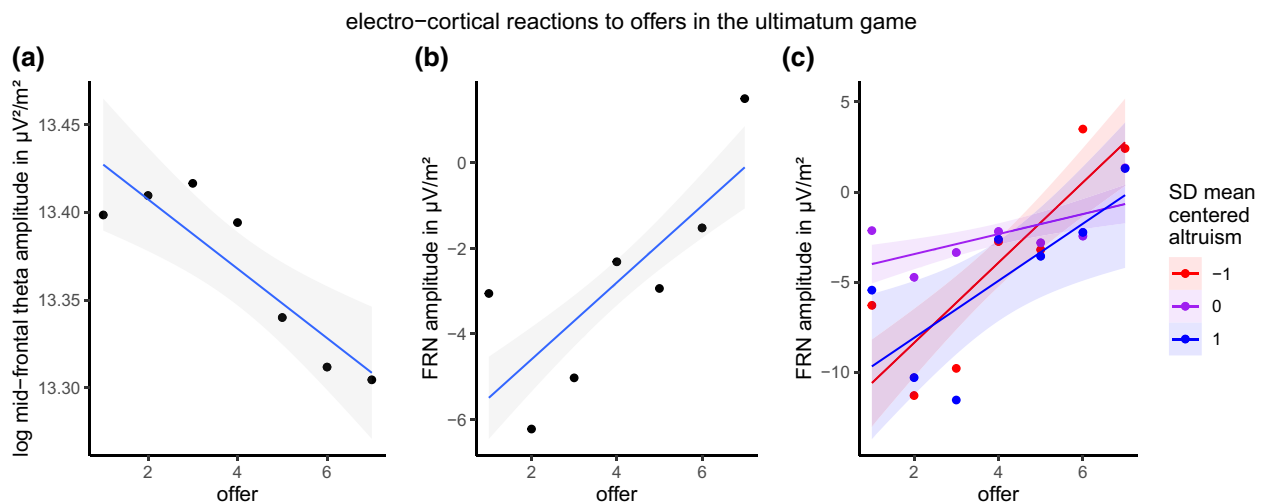 electro−cortical reactions to offers in the ultimatum game
(a)
log mid−frontal theta amplitude in µV²/m²
13.45
13.40
13.35
13.30
2 4 6
offer
(b)
FRN amplitude in µV/m²
0
−2
−4
−6
2 4 6
offer
(c)
FRN amplitude in µV/m²
5
0
−5
−10
2 4 6
offer
SD mean
centered
altruism
−1
0
1